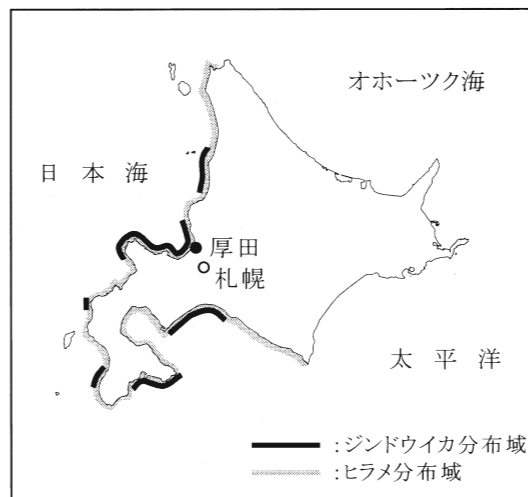 オホーツク海
日本海
厚田
札幌
太平洋
:ジンドウイカ分布域
:ヒラメ分布域